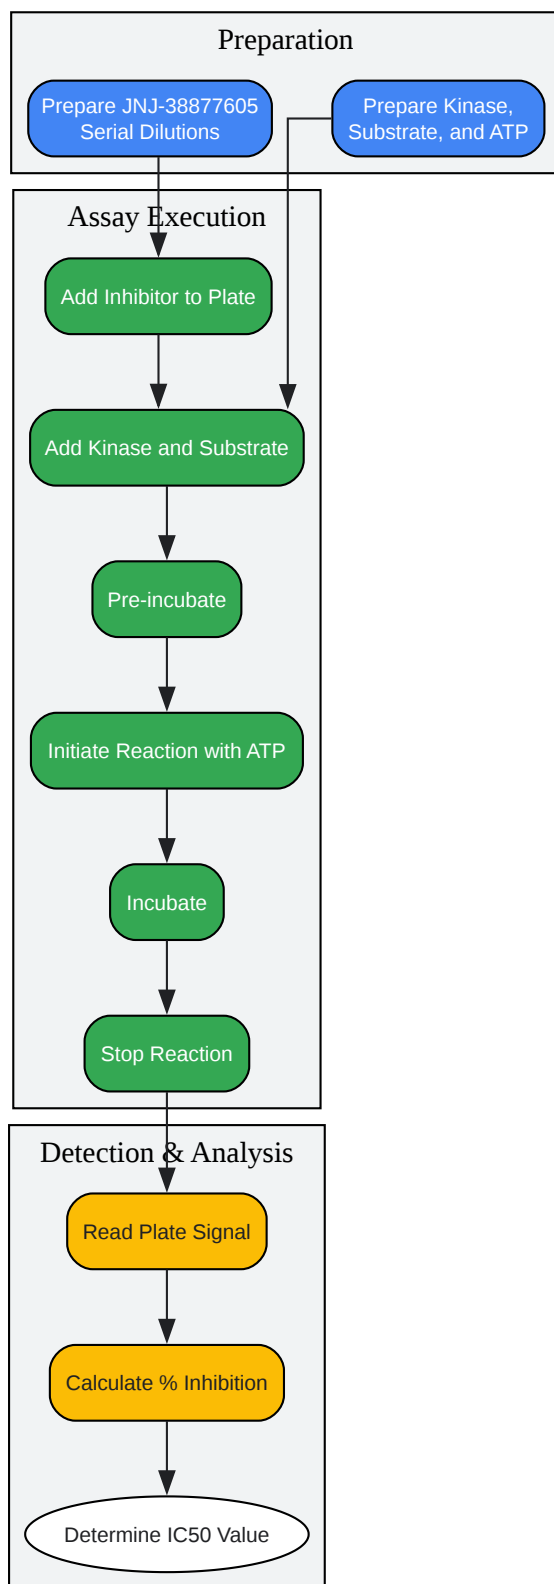 Preparation
Prepare JNJ-38877605
Serial Dilutions
Prepare Kinase,
Substrate, and ATP
Assay Execution
Add Inhibitor to Plate
Add Kinase and Substrate
Pre-incubate
Initiate Reaction with ATP
Incubate
Stop Reaction
Detection & Analysis
Read Plate Signal
Calculate % Inhibition
Determine IC50 Value